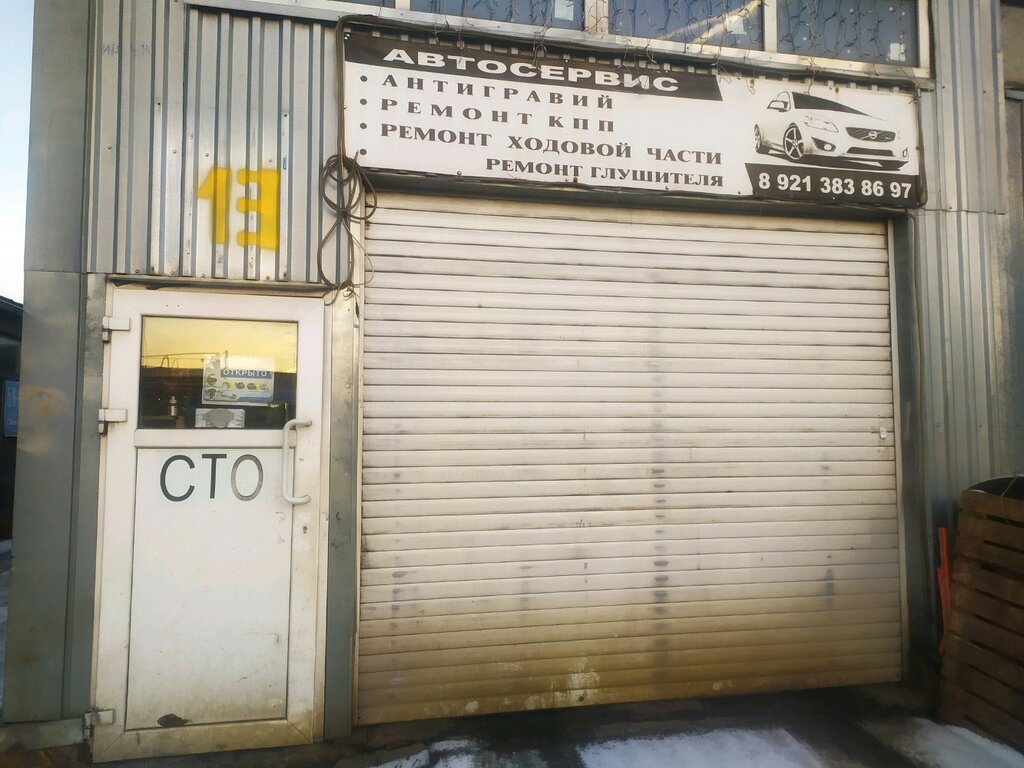 АВТОСЕРВИС
• АНТИГРАВИЙ
• РЕМОНТ КПП
• РЕМОНТ ХОДОВОЙ ЧАСТИ
• РЕМОНТ ГЛУШИТЕЛЯ
8 921 383 86 97
13
ОТКРЫТО
СТО